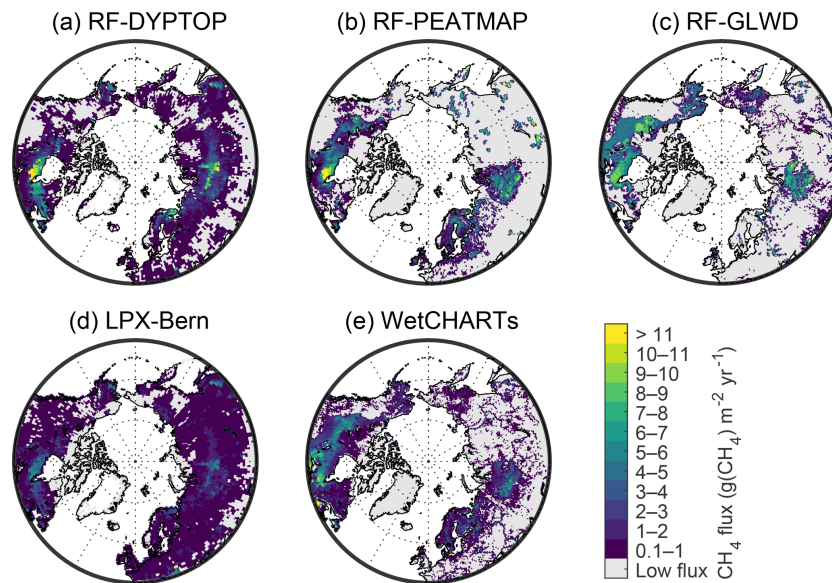 (a) RF-DYPTOP
(b) RF-PEATMAP
(c) RF-GLWD
(d) LPX-Bern
(e) WetCHARTs
> 11
10–11
9–10
8–9
7–8
6–7
5–6
4–5
3–4
2–3
1–2
0.1–1
Low flux
CH₄ flux (g(CH₄) m⁻² yr⁻¹)